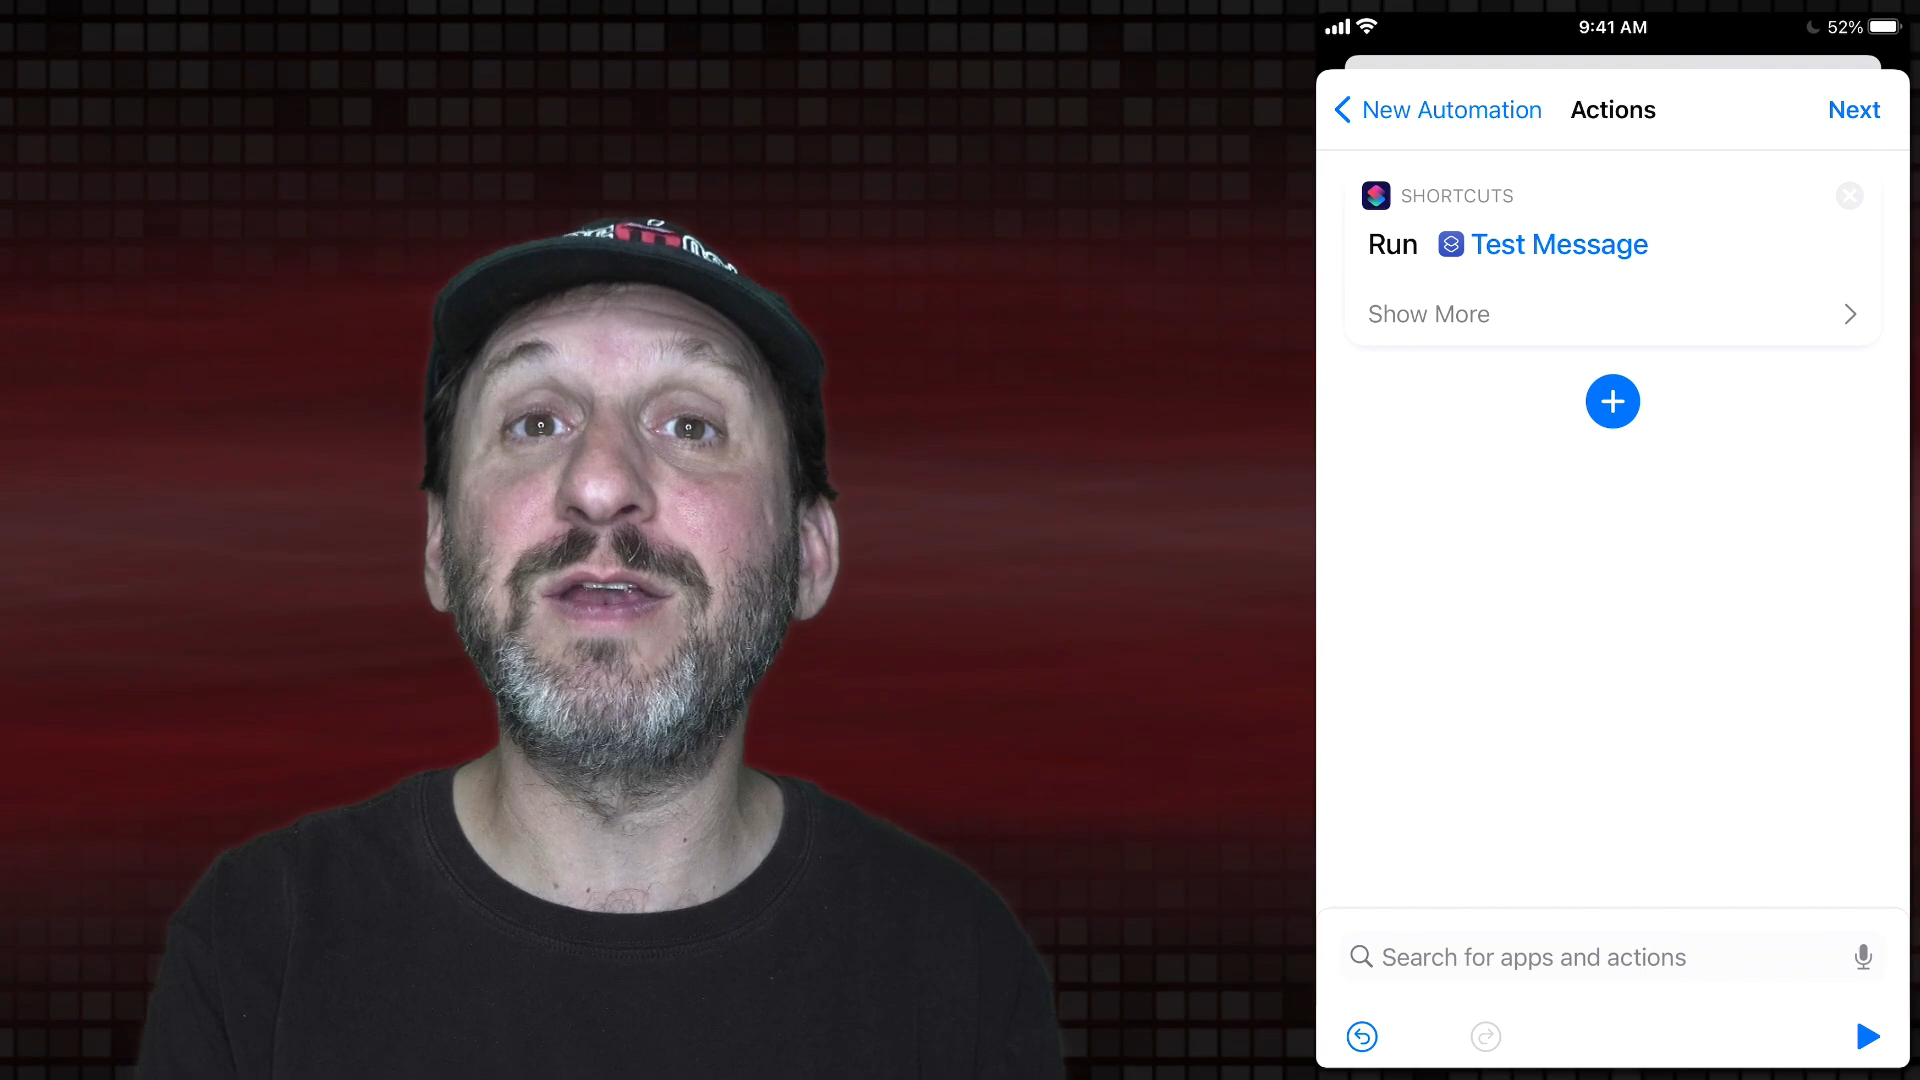 9:41 AM
52%
New Automation
Actions
Next
SHORTCUTS
Run Test Message
Show More
Search for apps and actions